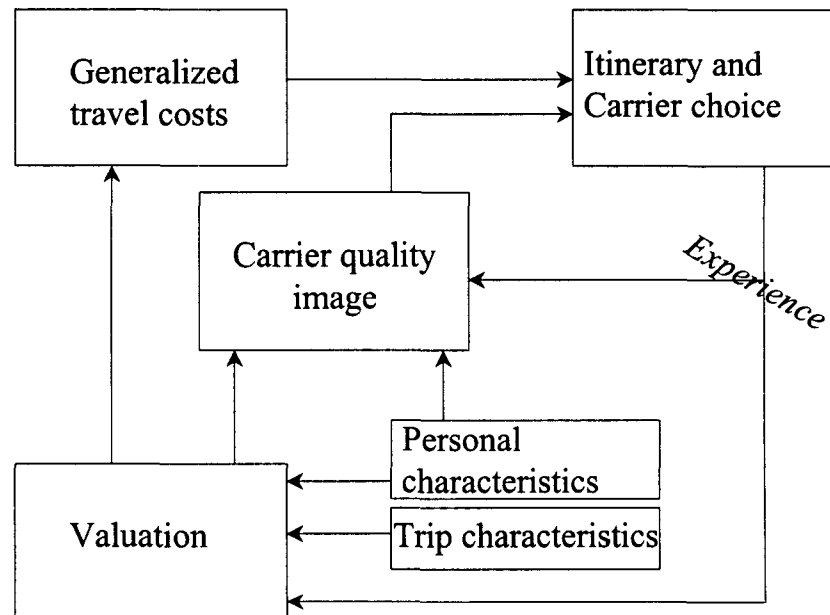 Generalized
travel costs
Itinerary and
Carrier choice
Carrier quality
image
Experience
Personal
characteristics
Valuation
Trip characteristics